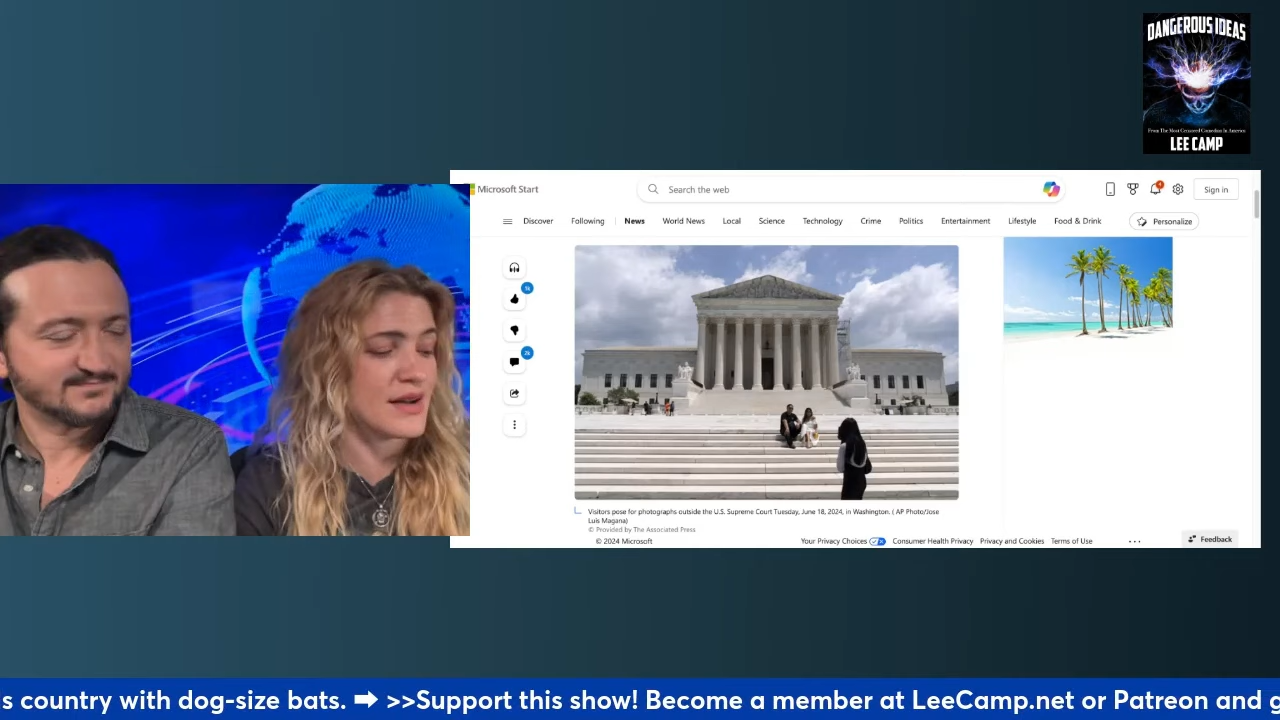 DANGEROUS IDEAS
From The Most Censored Comedian In America
LEE CAMP
Microsoft Start
Search the web
4
Sign in
Discover
Following
News
World News
Local
Science
Technology
Crime
Politics
Entertainment
Lifestyle
Food & Drink
Personalize
2k
Visitors pose for photographs outside the U.S. Supreme Court Tuesday, June 18, 2024, in Washington. ( AP Photo/Jose
Luis Magana)
© Provided by The Associated Press
© 2024 Microsoft
Your Privacy Choices
Consumer Health Privacy
Privacy and Cookies
Terms of Use
Feedback
s country with dog-size bats. ➡ >>Support this show! Become a member at LeeCamp.net or Patreon and g